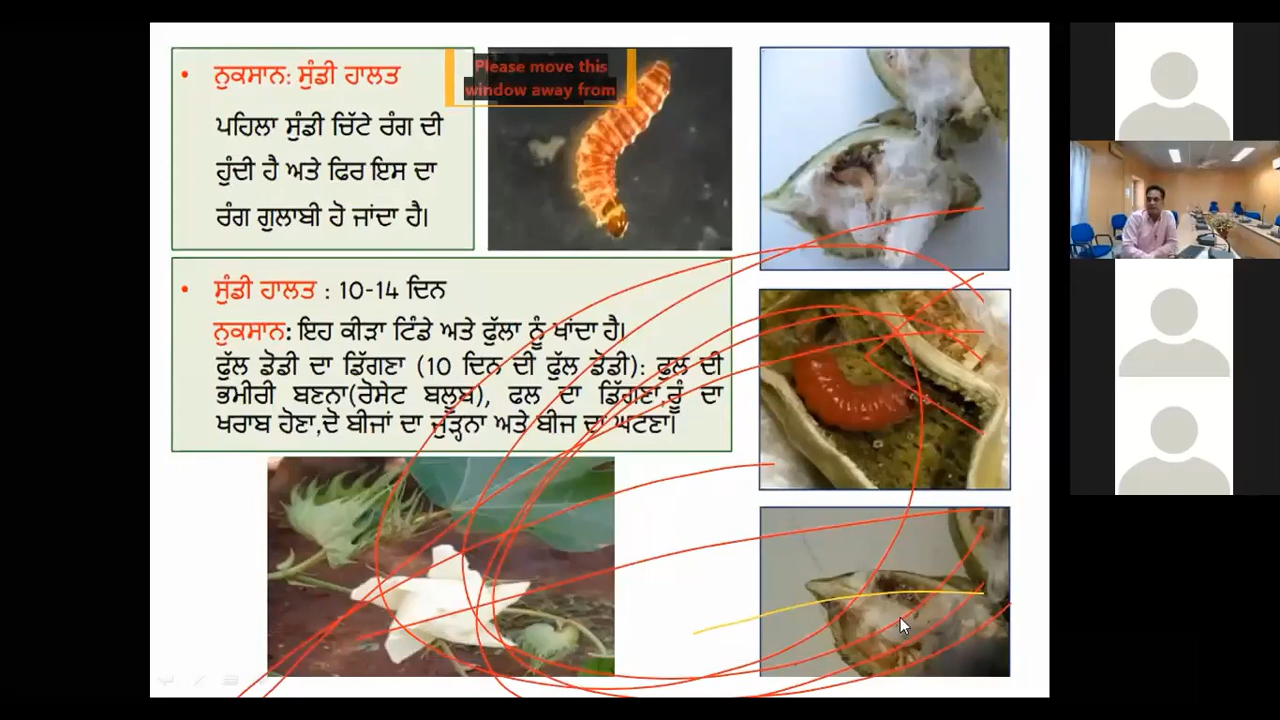 • ਨੁਕਸਾਨ: ਸੁੰਡੀ ਹਾਲਤ
ਪਹਿਲਾ ਸੁੰਡੀ ਚਿੱਟੇ ਰੰਗ ਦੀ
ਹੁੰਦੀ ਹੈ ਅਤੇ ਫਿਰ ਇਸ ਦਾ
ਰੰਗ ਗੁਲਾਬੀ ਹੋ ਜਾਂਦਾ ਹੈ।
Please move this
window away from
• ਸੁੰਡੀ ਹਾਲਤ : 10-14 ਦਿਨ
ਨੁਕਸਾਨ: ਇਹ ਕੀੜਾ ਟਿੰਡੇ ਅਤੇ ਫੁੱਲਾ ਨੂੰ ਖਾਂਦਾ ਹੈ।
ਫੁੱਲ ਡੋਡੀ ਦਾ ਡਿੱਗਣਾ (10 ਦਿਨ ਦੀ ਫੁੱਲ ਡੋਡੀ): ਫੁਲ ਦੀ
ਭਮੀਰੀ ਬਣਨਾ(ਰੋਸੇਟ ਬਲੂਬ), ਫਲ ਦਾ ਡਿੱਗਣਾ,ਰੂੰ ਦਾ
ਖਰਾਬ ਹੋਣਾ,ਦੋ ਬੀਜਾਂ ਦਾ ਜੁੜ੍ਹਨਾ ਅਤੇ ਬੀਜ ਦਾ ਘਟਣਾ।